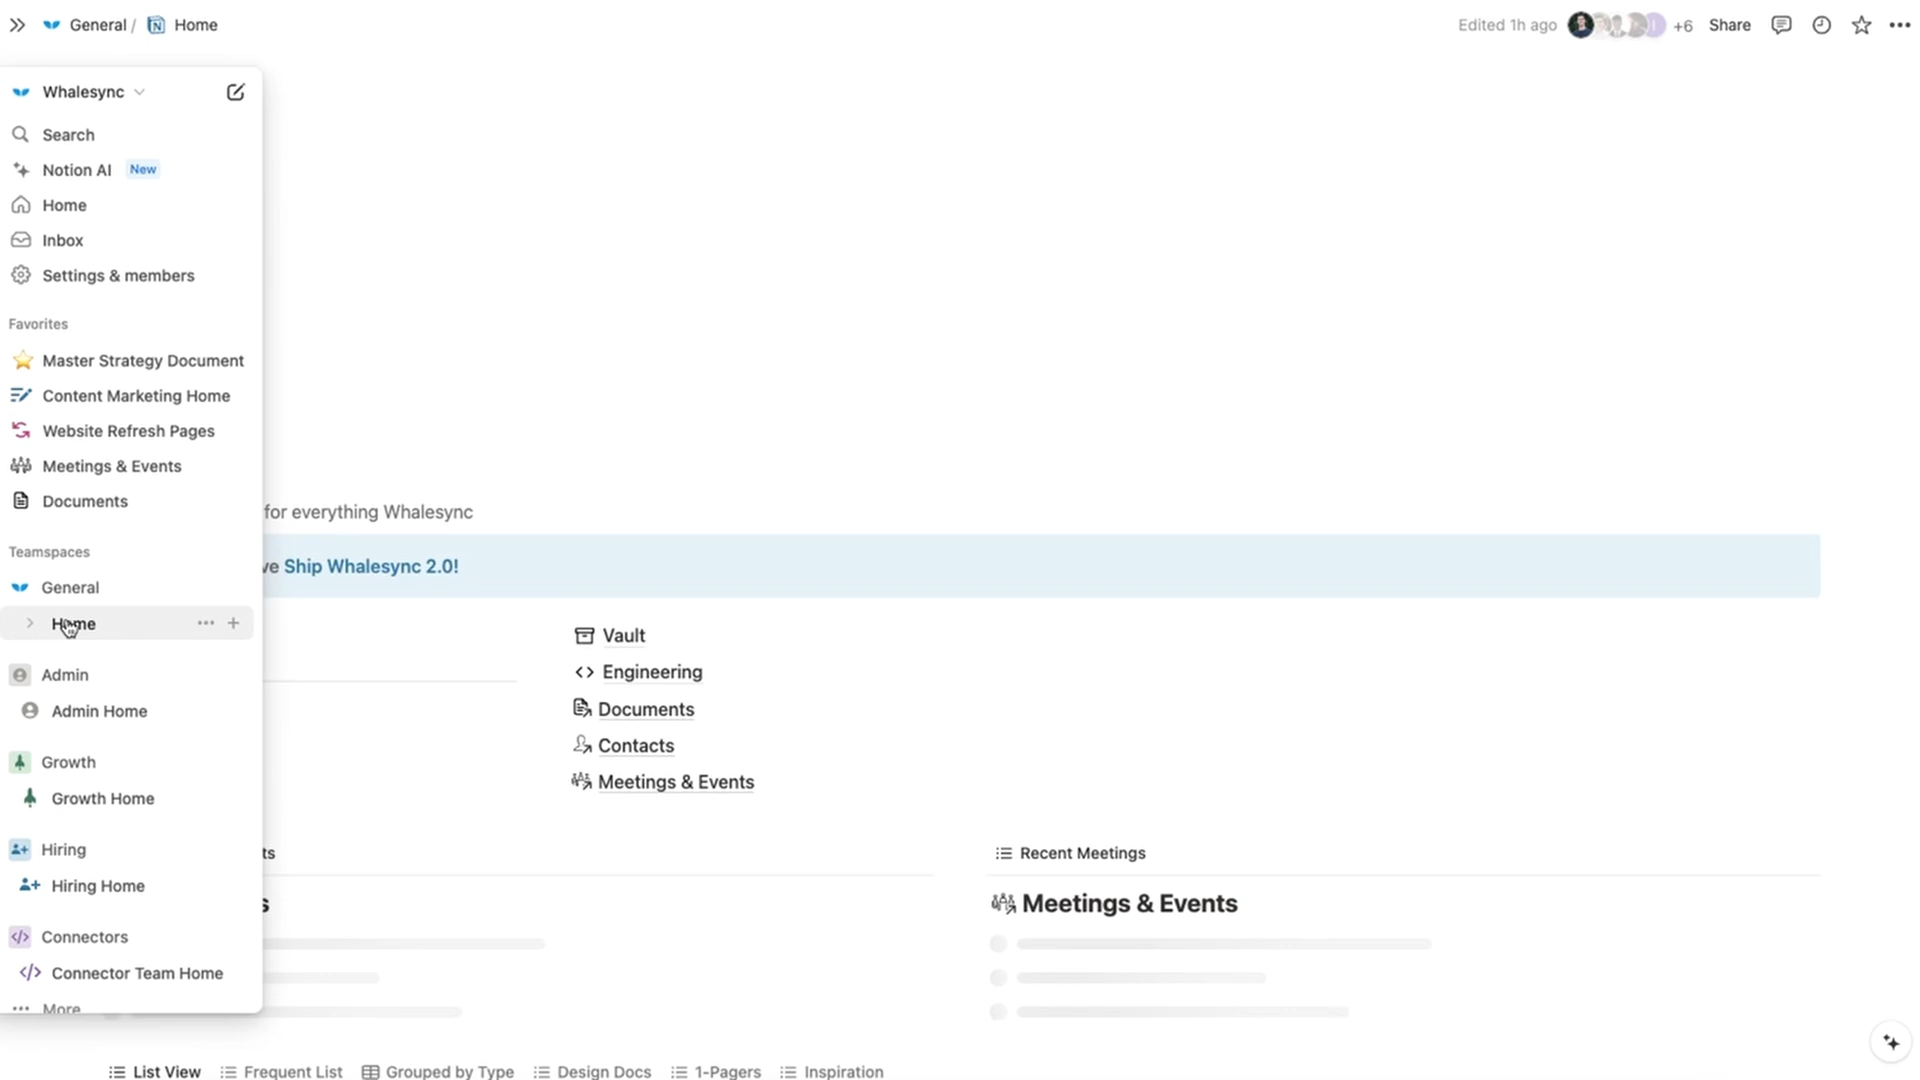 General / Home
Edited 1h ago
+6
Share
Whalesync
Search
Notion AI New
Home
Inbox
Settings & members
Favorites
Master Strategy Document
Content Marketing Home
Website Refresh Pages
Meetings & Events
Documents
Teamspaces
General
Home
Admin
Admin Home
Growth
Growth Home
Hiring
Hiring Home
Connectors
Connector Team Home
More
for everything Whalesync
ve Ship Whalesync 2.0!
Vault
Engineering
Documents
Contacts
Meetings & Events
ts
s
Recent Meetings
Meetings & Events
List View Frequent List Grouped by Type Design Docs 1-Pagers Inspiration